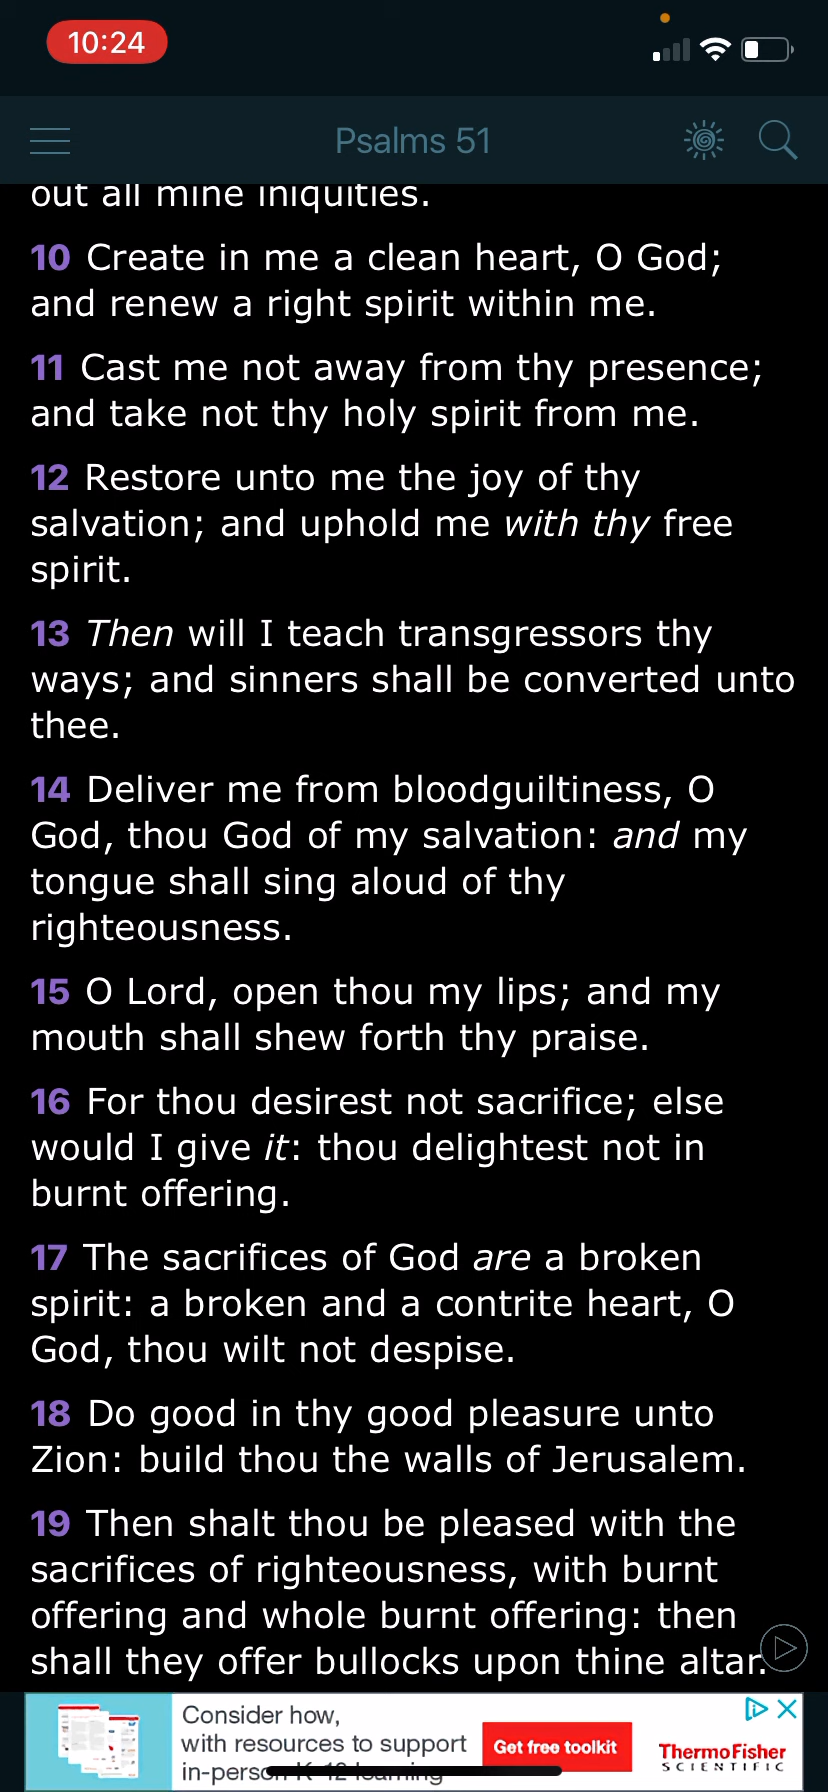 10:24
Psalms 51
out all mine iniquities.
10 Create in me a clean heart, O God;
and renew a right spirit within me.
11 Cast me not away from thy presence;
and take not thy holy spirit from me.
12 Restore unto me the joy of thy
salvation; and uphold me with thy free
spirit.
13 Then will I teach transgressors thy
ways; and sinners shall be converted unto
thee.
14 Deliver me from bloodguiltiness, O
God, thou God of my salvation: and my
tongue shall sing aloud of thy
righteousness.
15 O Lord, open thou my lips; and my
mouth shall shew forth thy praise.
16 For thou desirest not sacrifice; else
would I give it: thou delightest not in
burnt offering.
17 The sacrifices of God are a broken
spirit: a broken and a contrite heart, O
God, thou wilt not despise.
18 Do good in thy good pleasure unto
Zion: build thou the walls of Jerusalem.
19 Then shalt thou be pleased with the
sacrifices of righteousness, with burnt
offering and whole burnt offering: then
shall they offer bullocks upon thine altar.
Consider how,
with resources to support
in-person K-12 learning
Get free toolkit
ThermoFisher
SCIENTIFIC